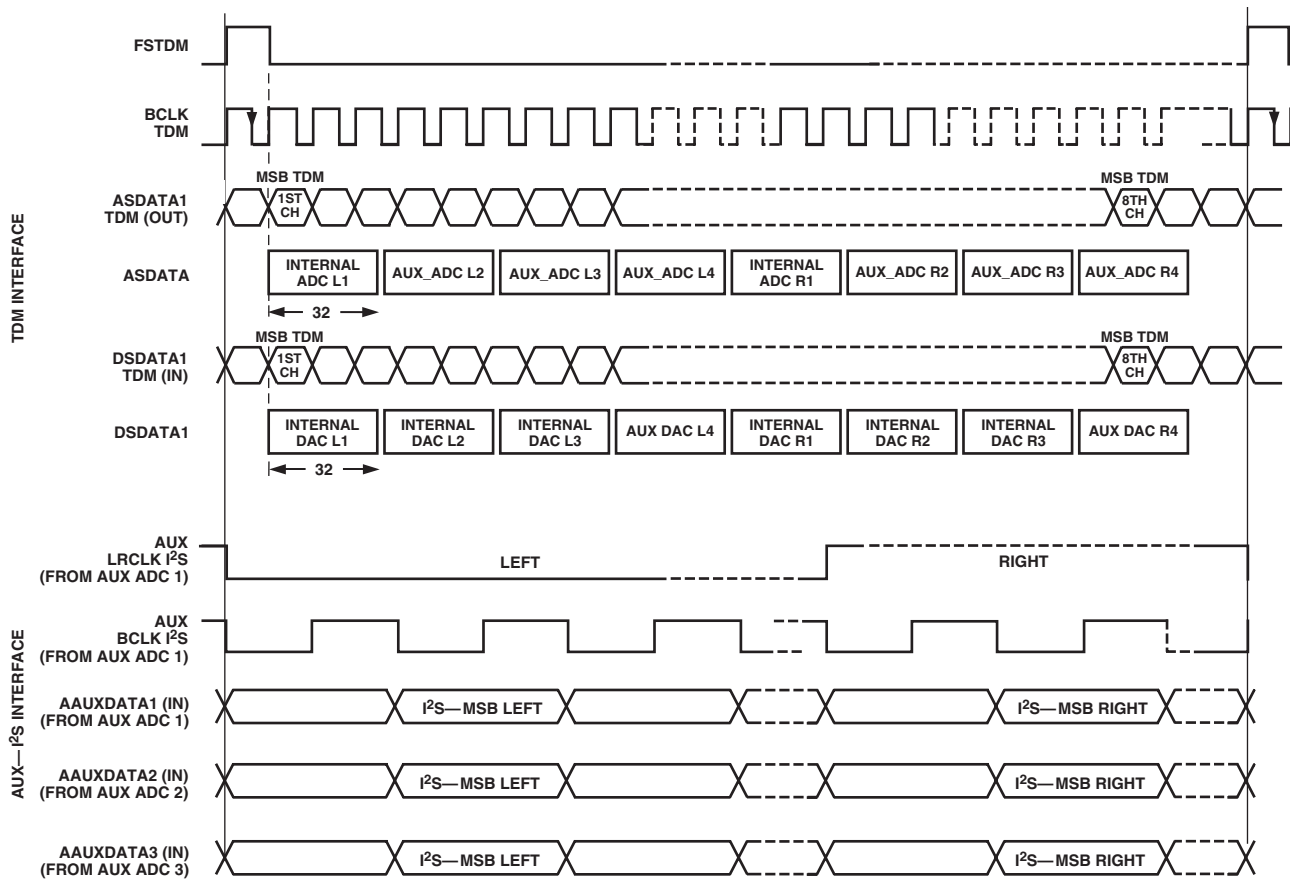 TDM INTERFACE
FSTDM
BCLK
TDM
ASDATA1
TDM (OUT)
MSB TDM
1ST
CH
MSB TDM
8TH
CH
ASDATA
INTERNAL
ADC L1
AUX_ADC L2
AUX_ADC L3
AUX_ADC L4
INTERNAL
ADC R1
AUX_ADC R2
AUX_ADC R3
AUX_ADC R4
32
DSDATA1
TDM (IN)
MSB TDM
1ST
CH
MSB TDM
8TH
CH
DSDATA1
INTERNAL
DAC L1
INTERNAL
DAC L2
INTERNAL
DAC L3
AUX DAC L4
INTERNAL
DAC R1
INTERNAL
DAC R2
INTERNAL
DAC R3
AUX DAC R4
32
AUX—I²S INTERFACE
AUX
LRCLK I²S
(FROM AUX ADC 1)
LEFT
RIGHT
AUX
BCLK I²S
(FROM AUX ADC 1)
AAUXDATA1 (IN)
(FROM AUX ADC 1)
I²S—MSB LEFT
I²S—MSB RIGHT
AAUXDATA2 (IN)
(FROM AUX ADC 2)
I²S—MSB LEFT
I²S—MSB RIGHT
AAUXDATA3 (IN)
(FROM AUX ADC 3)
I²S—MSB LEFT
I²S—MSB RIGHT